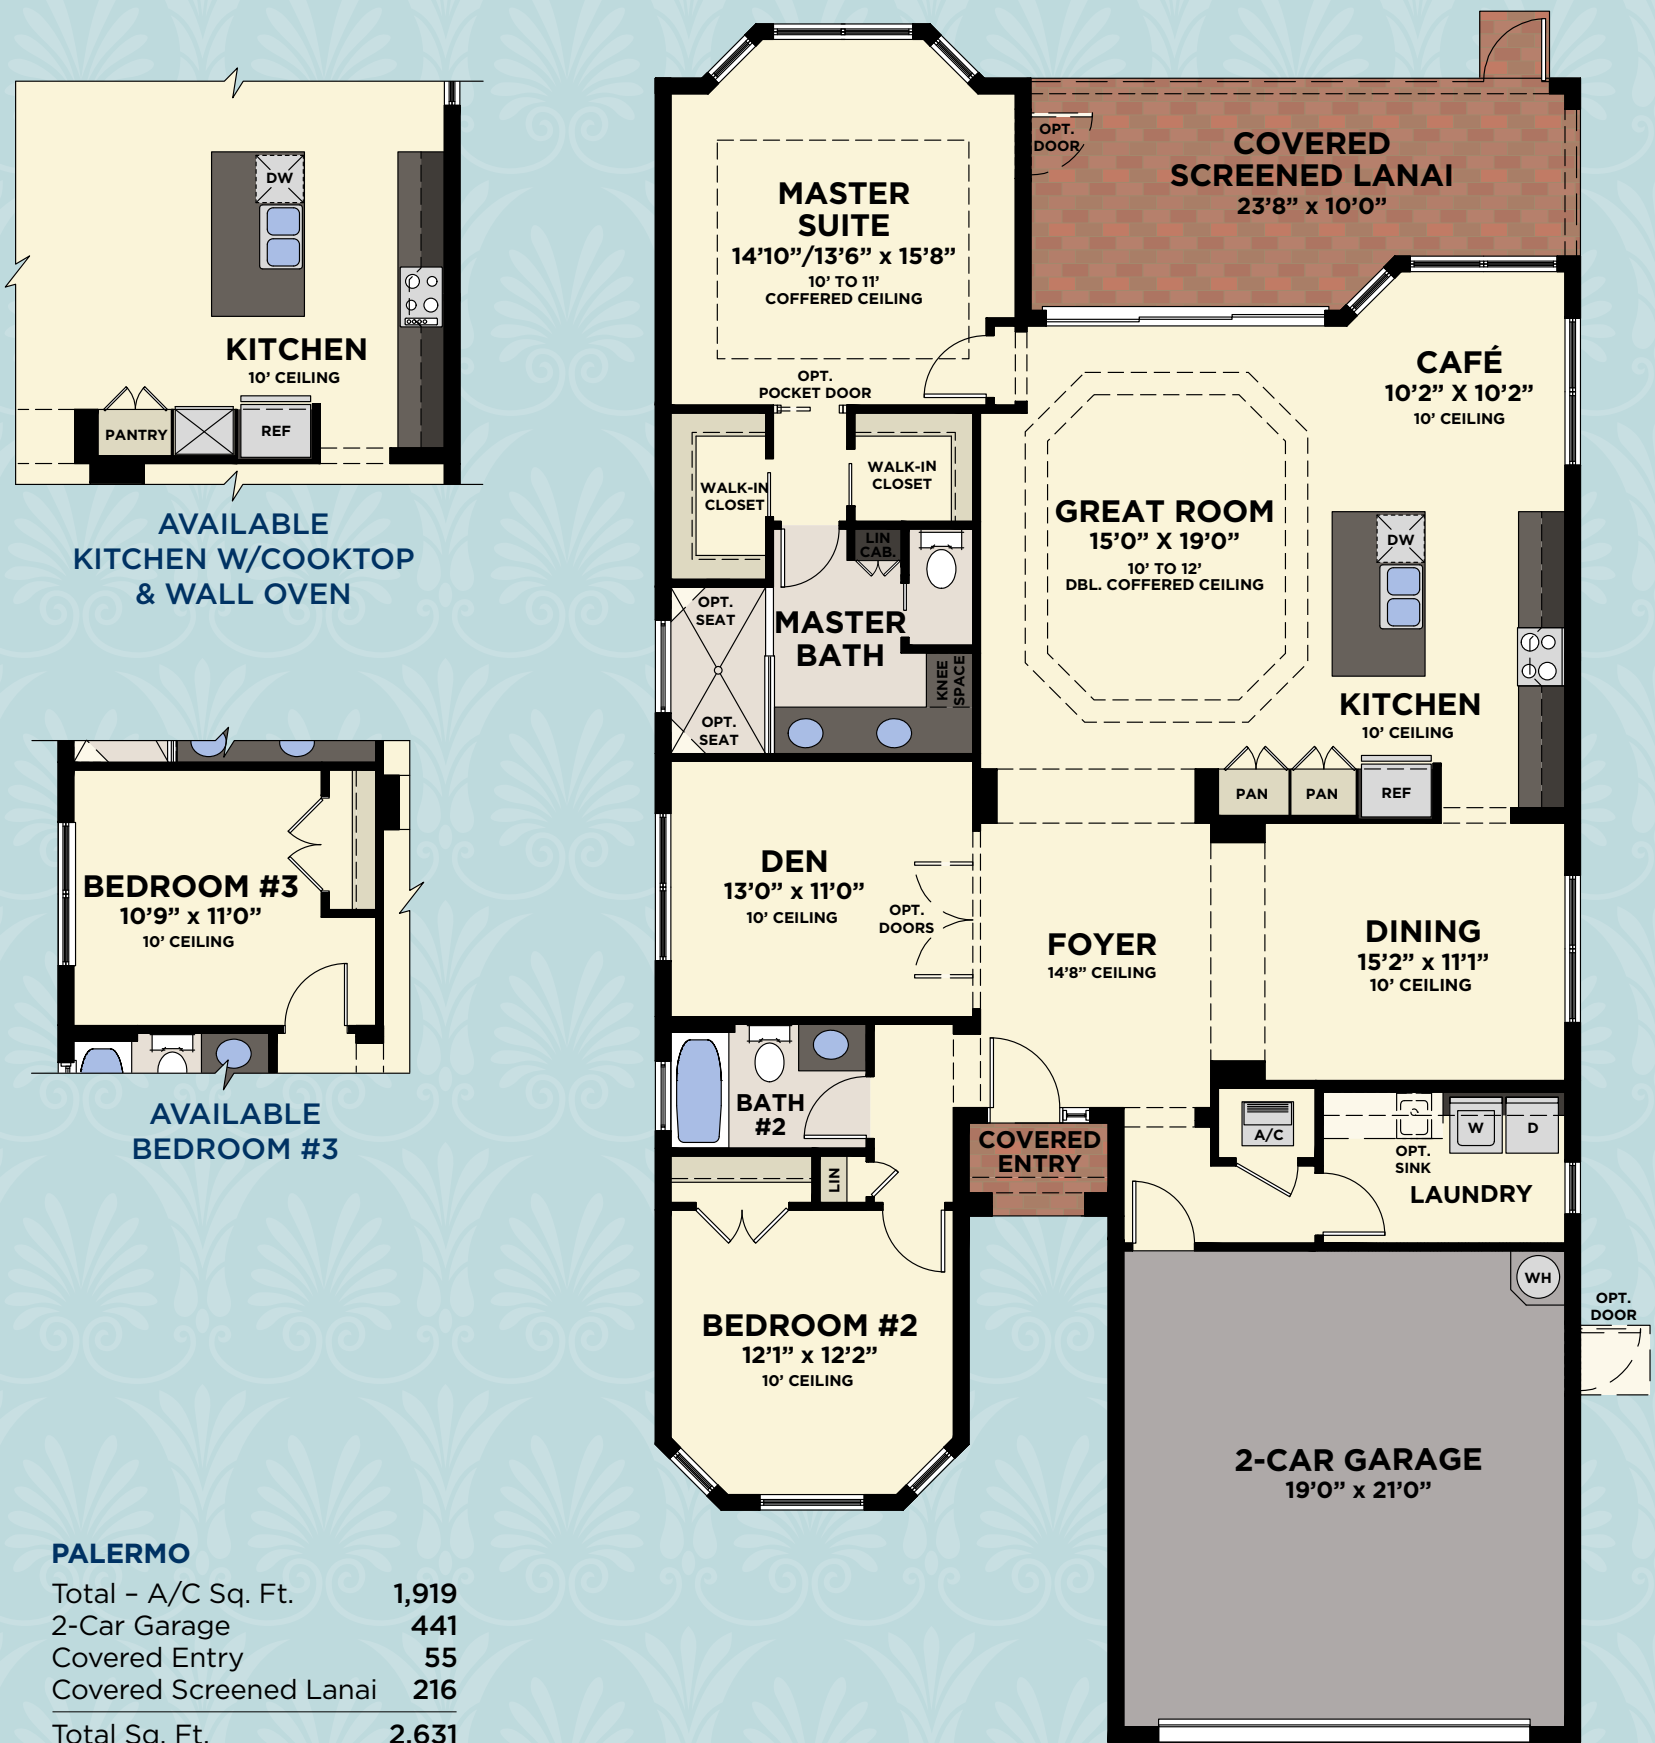 DW
KITCHEN
10' CEILING
PANTRY
REF
AVAILABLE
KITCHEN W/COOKTOP
& WALL OVEN
BEDROOM #3
10'9” x 11'0”
10' CEILING
AVAILABLE
BEDROOM #3
MASTER
SUITE
14'10”/13'6” x 15'8”
10' TO 11'
COFFERED CEILING
OPT.
POCKET DOOR
OPT.
DOOR
COVERED
SCREENED LANAI
23'8” x 10'0”
CAFÉ
10'2” X 10'2”
10' CEILING
WALK-IN
CLOSET
WALK-IN
CLOSET
GREAT ROOM
15'0” X 19'0”
10' TO 12'
DBL. COFFERED CEILING
DW
KITCHEN
10' CEILING
LIN
CAB.
OPT.
SEAT
MASTER
BATH
KNEE
SPACE
OPT.
SEAT
PAN
PAN
REF
DEN
13'0” x 11'0”
10' CEILING
OPT.
DOORS
FOYER
14'8” CEILING
DINING
15'2” x 11'1”
10' CEILING
BATH
#2
LIN
COVERED
ENTRY
A/C
OPT.
SINK
W
D
LAUNDRY
BEDROOM #2
12'1” x 12'2”
10' CEILING
WH
OPT.
DOOR
2-CAR GARAGE
19'0” x 21'0”
PALERMO
Total – A/C Sq. Ft. 1,919
2-Car Garage 441
Covered Entry 55
Covered Screened Lanai 216
Total Sq. Ft. 2,631